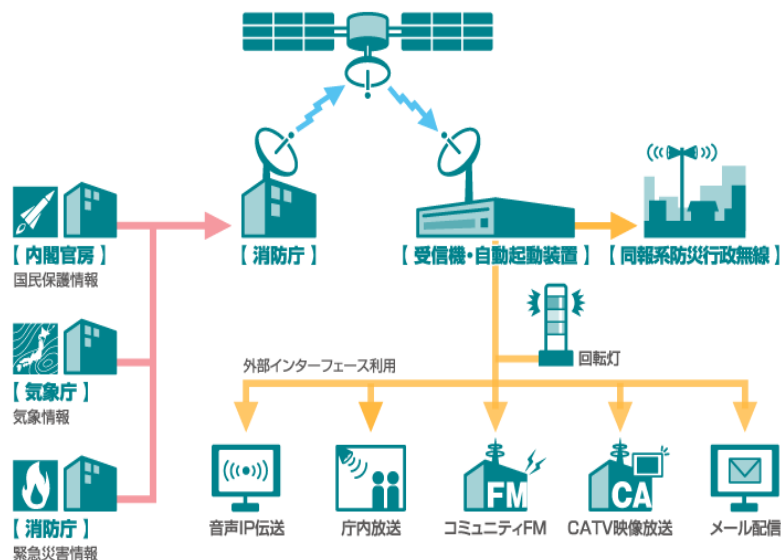 【 内閣官房 】
国民保護情報
【 消防庁 】
【 受信機・自動起動装置 】
【 同報系防災行政無線 】
回転灯
外部インターフェース利用
【 気象庁 】
気象情報
FM
CA
音声IP伝送
庁内放送
コミュニティFM
CATV映像放送
メール配信
【 消防庁 】
緊急災害情報